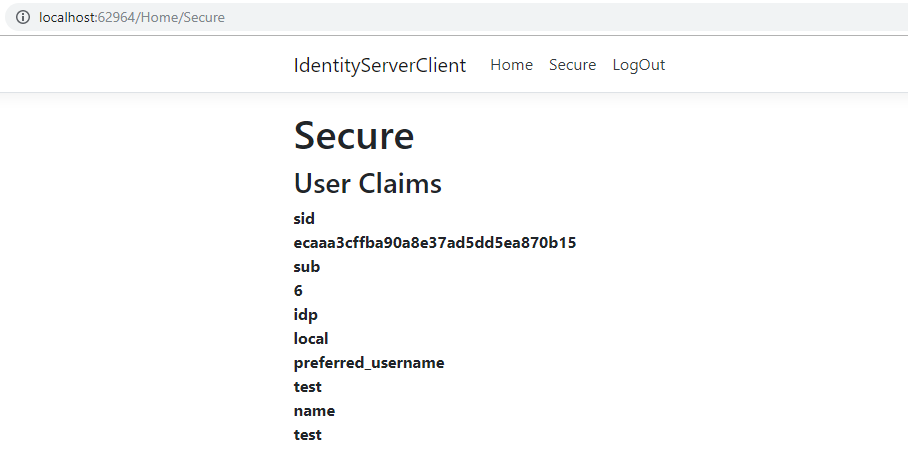 localhost:62964/Home/Secure
IdentityServerClient Home Secure LogOut
Secure
User Claims
sid
ecaaa3cffba90a8e37ad5dd5ea870b15
sub
6
idp
local
preferred_username
test
name
test